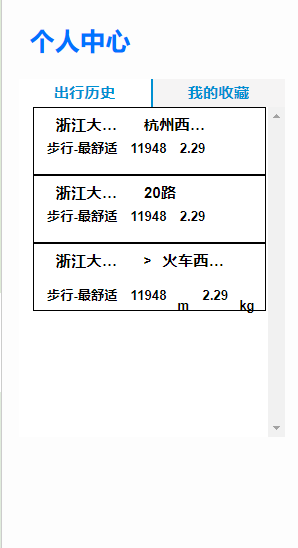 个人中心
出行历史 我的收藏
浙江大... 杭州西...
步行-最舒适 11948 2.29
浙江大... 20路
步行-最舒适 11948 2.29
浙江大... > 火车西...
步行-最舒适 11948 m 2.29 kg